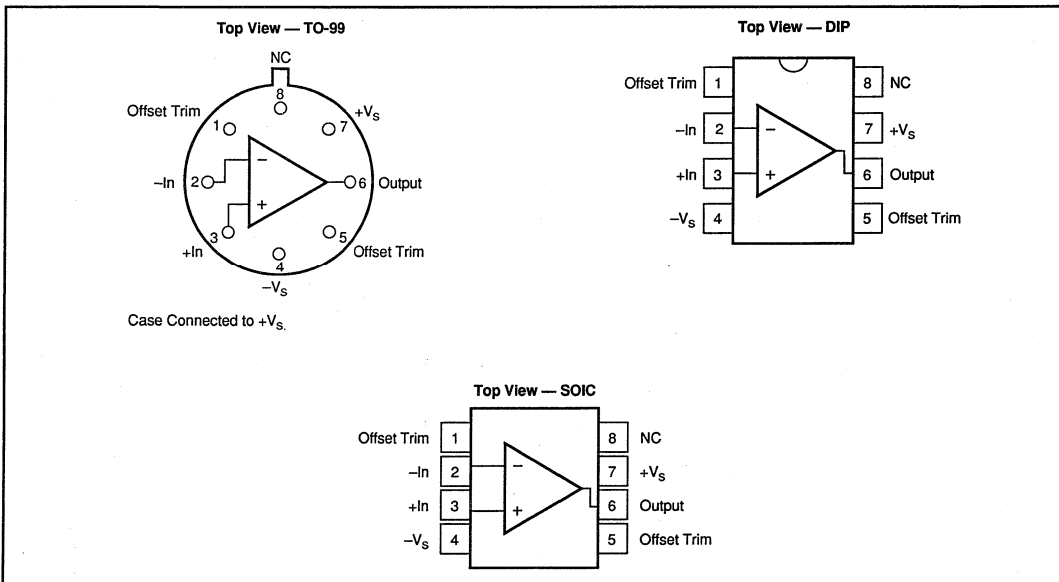 Top View — TO-99
NC
8
Offset Trim
1
+VS
7
–In
2
–
+
6
Output
3
+In
5
Offset Trim
4
–VS
Case Connected to +VS.
Top View — DIP
Offset Trim 1
8 NC
–In 2
–
7 +VS
+In 3
+
6 Output
–VS 4
5 Offset Trim
Top View — SOIC
Offset Trim 1
8 NC
–In 2
–
7 +VS
+In 3
+
6 Output
–VS 4
5 Offset Trim